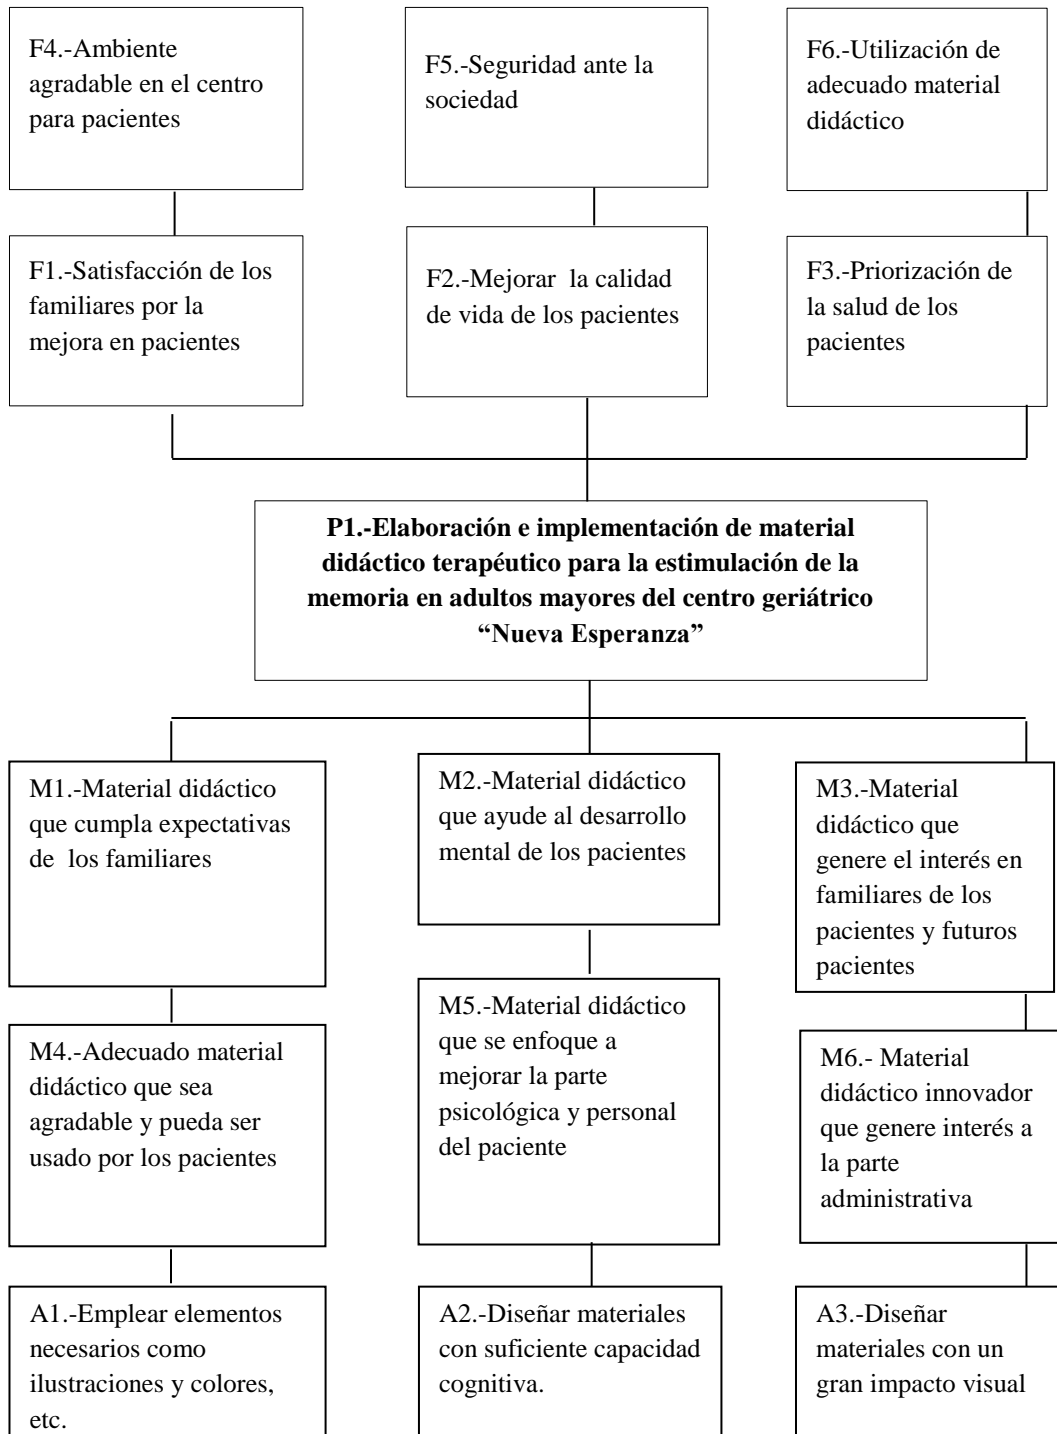 F4.-Ambiente
agradable en el centro
para pacientes
F5.-Seguridad ante la
sociedad
F6.-Utilización de
adecuado material
didáctico
F1.-Satisfacción de los
familiares por la
mejora en pacientes
F2.-Mejorar  la calidad
de vida de los pacientes
F3.-Priorización de
la salud de los
pacientes
P1.-Elaboración e implementación de material
didáctico terapéutico para la estimulación de la
memoria en adultos mayores del centro geriátrico
“Nueva Esperanza”
M1.-Material didáctico
que cumpla expectativas
de  los familiares
M2.-Material didáctico
que ayude al desarrollo
mental de los pacientes
M3.-Material
didáctico que
genere el interés en
familiares de los
pacientes y futuros
pacientes
M4.-Adecuado material
didáctico que sea
agradable y pueda ser
usado por los pacientes
M5.-Material didáctico
que se enfoque a
mejorar la parte
psicológica y personal
del paciente
M6.- Material
didáctico innovador
que genere interés a
la parte
administrativa
A1.-Emplear elementos
necesarios como
ilustraciones y colores,
etc.
A2.-Diseñar materiales
con suficiente capacidad
cognitiva.
A3.-Diseñar
materiales con un
gran impacto visual